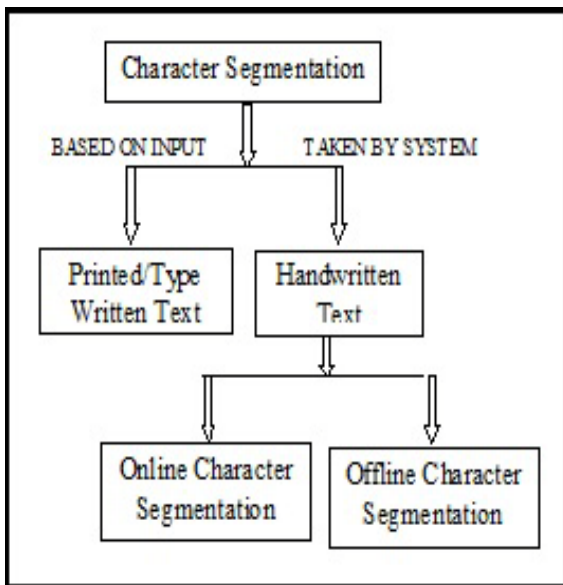 Character Segmentation
BASED ON INPUT TAKEN BY SYSTEM
Printed/Type
Written Text
Handwritten
Text
Online Character
Segmentation
Offline Character
Segmentation